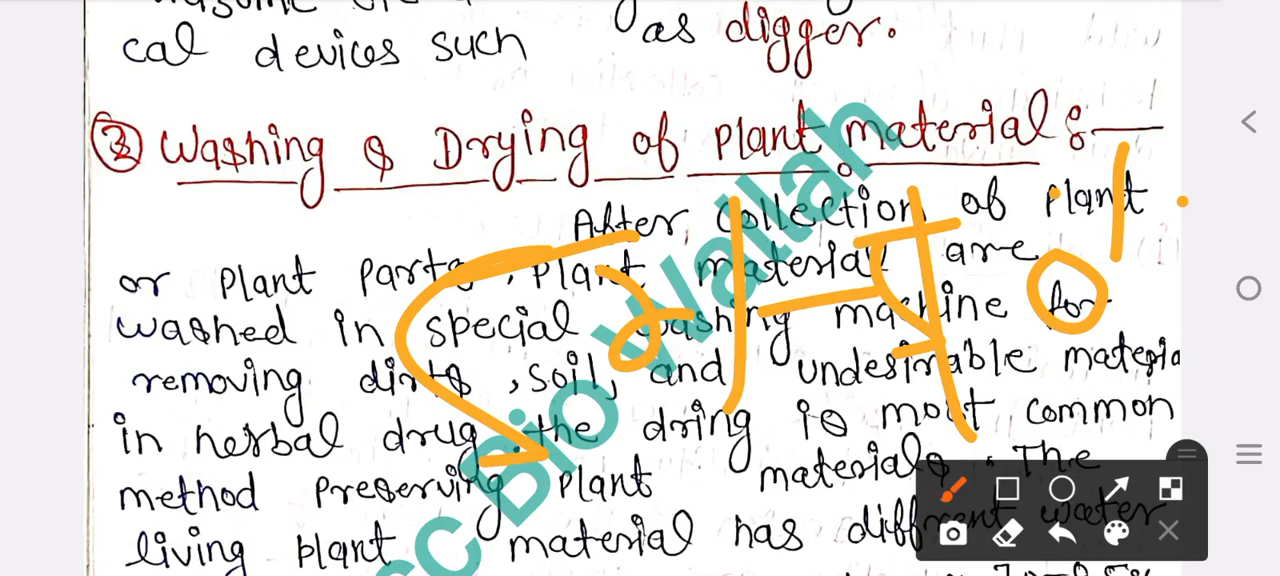 cal devices such as digger.
③ Washing & Drying of Plant material :—
After Collection of Plant
or Plant Parts, Plant material are
washed in special washing machine for
removing dirts, soil, and undesirable materia
in herbal drug. the dring is most common
method Preserving Plant materials. The
living plant material has different water
Bio Wallah